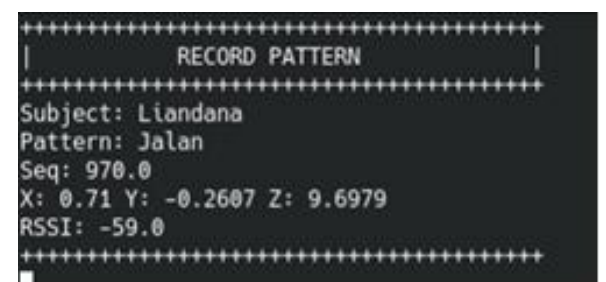 ++++++++++++++++++++++++++++++++++++++++
| RECORD PATTERN |
++++++++++++++++++++++++++++++++++++++++
Subject: Liandana
Pattern: Jalan
Seq: 970.0
X: 0.71 Y: -0.2607 Z: 9.6979
RSSI: -59.0
++++++++++++++++++++++++++++++++++++++++